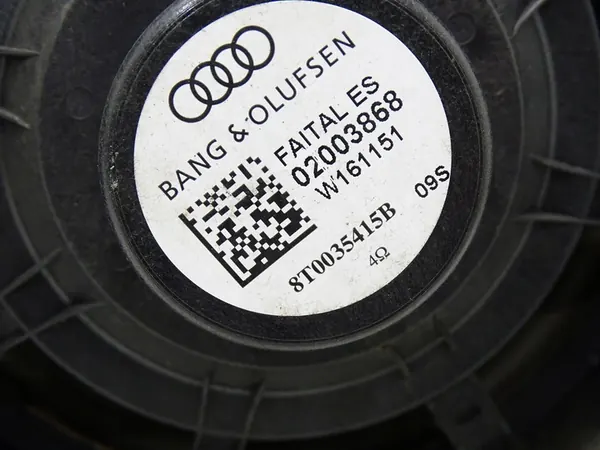 BANG & OLUFSEN
FAITAL ES
02003868
W161151
09S
8T0035415B
4Ω